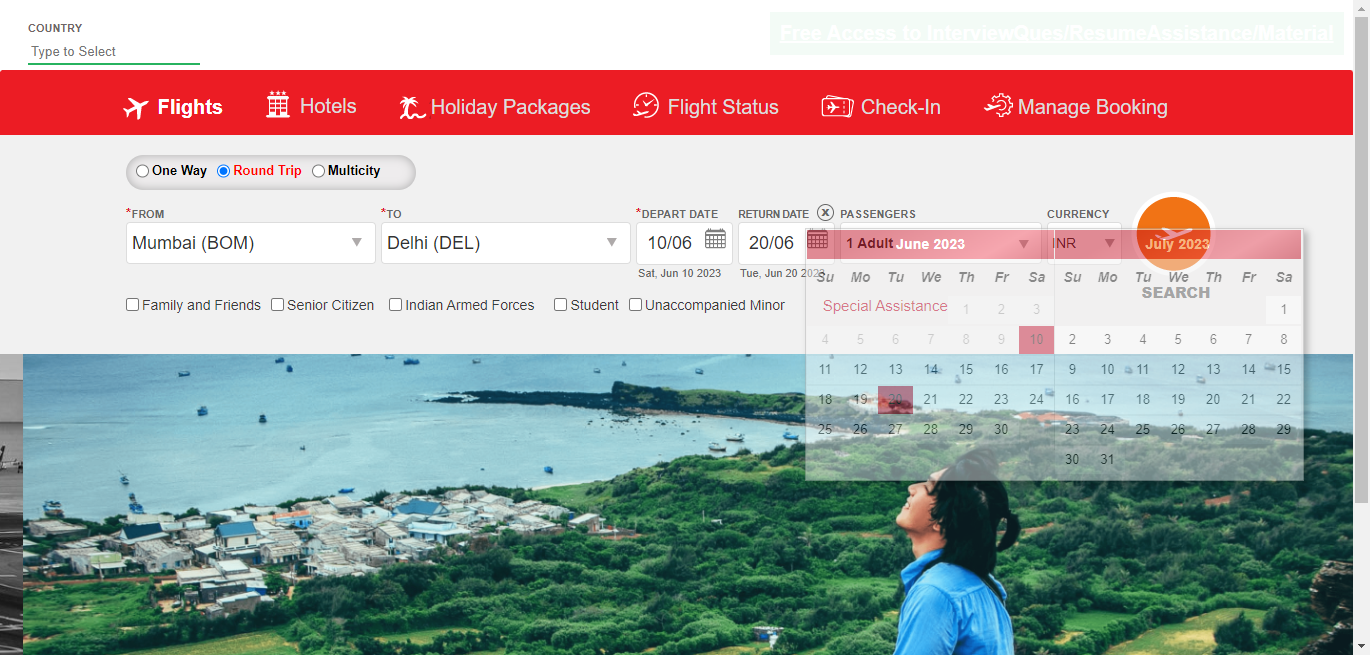 COUNTRY
Type to Select
Free Access to InterviewQues/ResumeAssistance/Material
Flights Hotels Holiday Packages Flight Status Check-In Manage Booking
One Way Round Trip Multicity
*FROM *TO *DEPART DATE RETURN DATE X PASSENGERS CURRENCY
Mumbai (BOM) Delhi (DEL) 10/06 20/06 1 Adult INR
Sat, Jun 10 2023 Tue, Jun 20 2023
SEARCH
Family and Friends Senior Citizen Indian Armed Forces Student Unaccompanied Minor
Special Assistance
June 2023 July 2023
Su Mo Tu We Th Fr Sa Su Mo Tu We Th Fr Sa
1 2 3 1
4 5 6 7 8 9 10 2 3 4 5 6 7 8
11 12 13 14 15 16 17 9 10 11 12 13 14 15
18 19 20 21 22 23 24 16 17 18 19 20 21 22
25 26 27 28 29 30 23 24 25 26 27 28 29
30 31